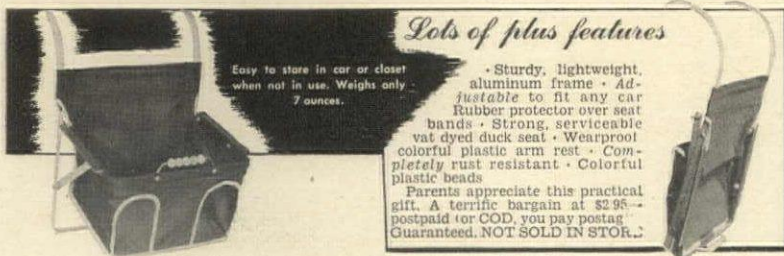 Easy to store in car or closet
when not in use. Weighs only
7 ounces.
Lots of plus features
• Sturdy, lightweight,
aluminum frame • Ad-
justable to fit any car
Rubber protector over seat
bands • Strong, serviceable
vat dyed duck seat • Wearproof
colorful plastic arm rest • Com-
pletely rust resistant • Colorful
plastic beads
Parents appreciate this practical
gift. A terrific bargain at $2.95—
postpaid (or COD, you pay postag
Guaranteed. NOT SOLD IN STOR